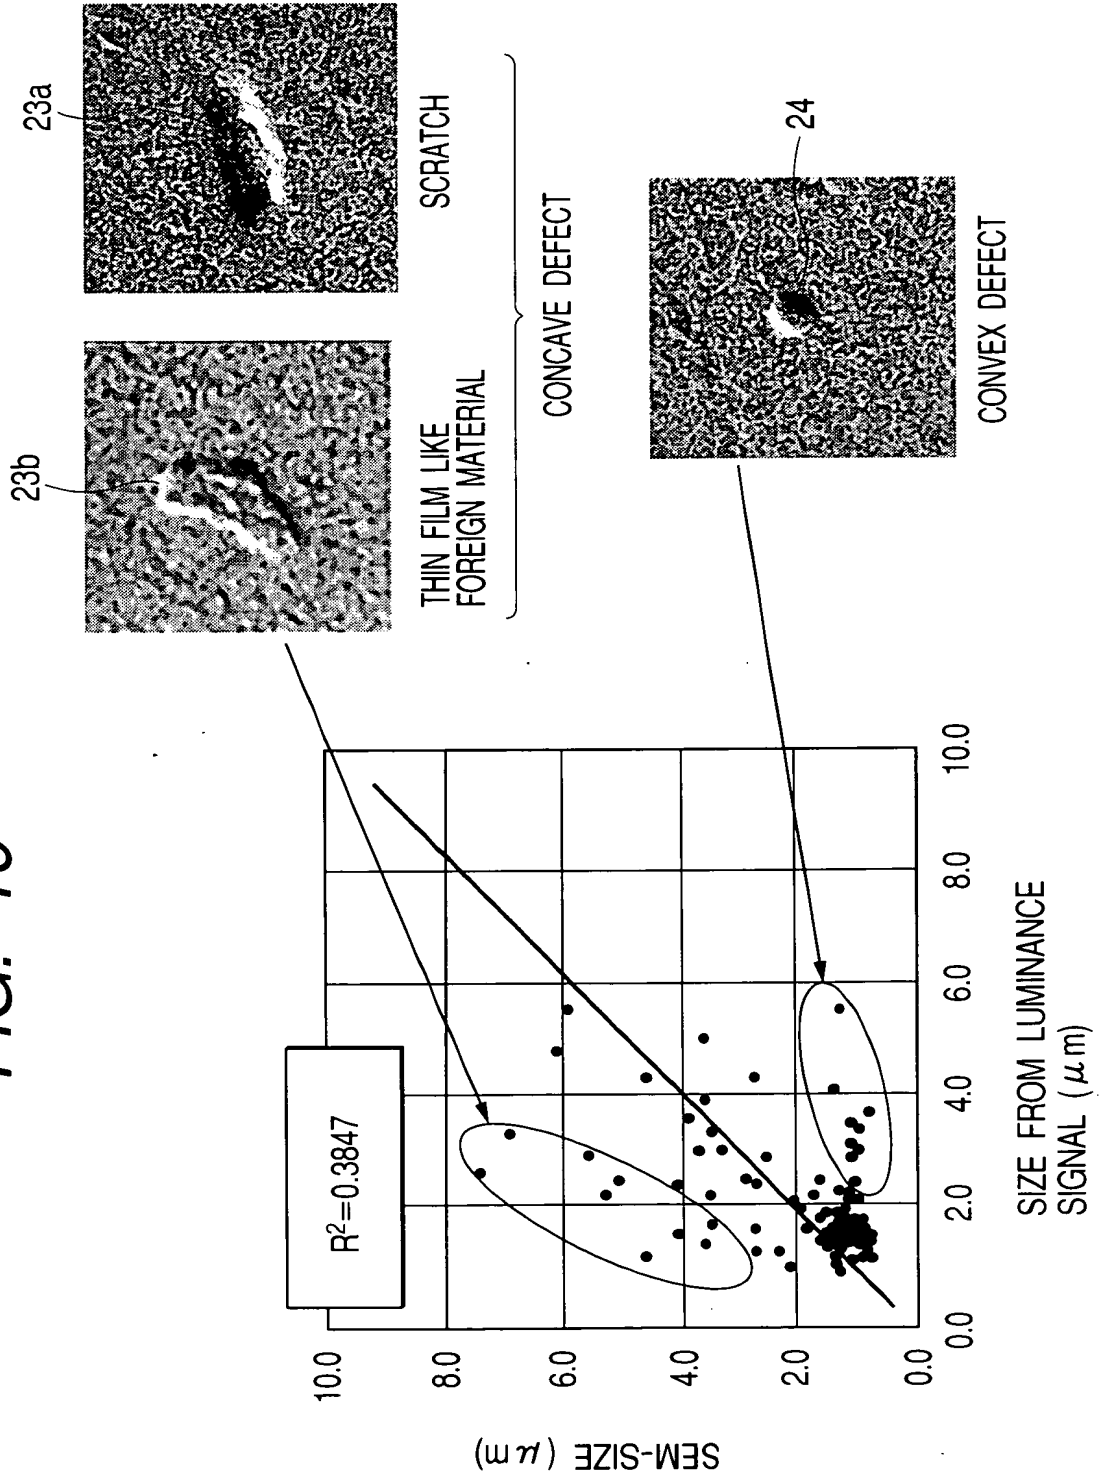 FIG.
23b
23a
R²=0.3847
THIN FILM LIKE
FOREIGN MATERIAL
SCRATCH
CONCAVE DEFECT
24
CONVEX DEFECT
SEM-SIZE (μm)
10.0
8.0
6.0
4.0
2.0
0.0
0.0 2.0 4.0 6.0 8.0 10.0
SIZE FROM LUMINANCE
SIGNAL (μm)